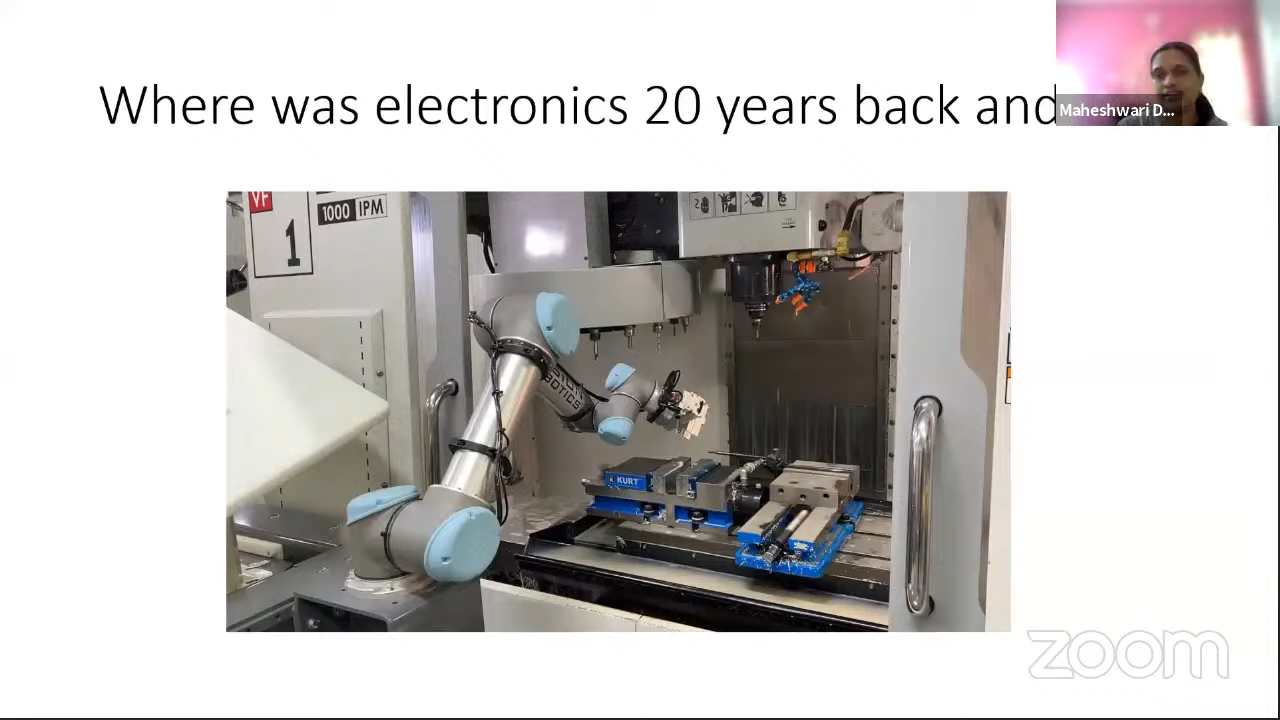 Where was electronics 20 years back and
Maheshwari D...
VF
1000 IPM
1
KURT
zoom